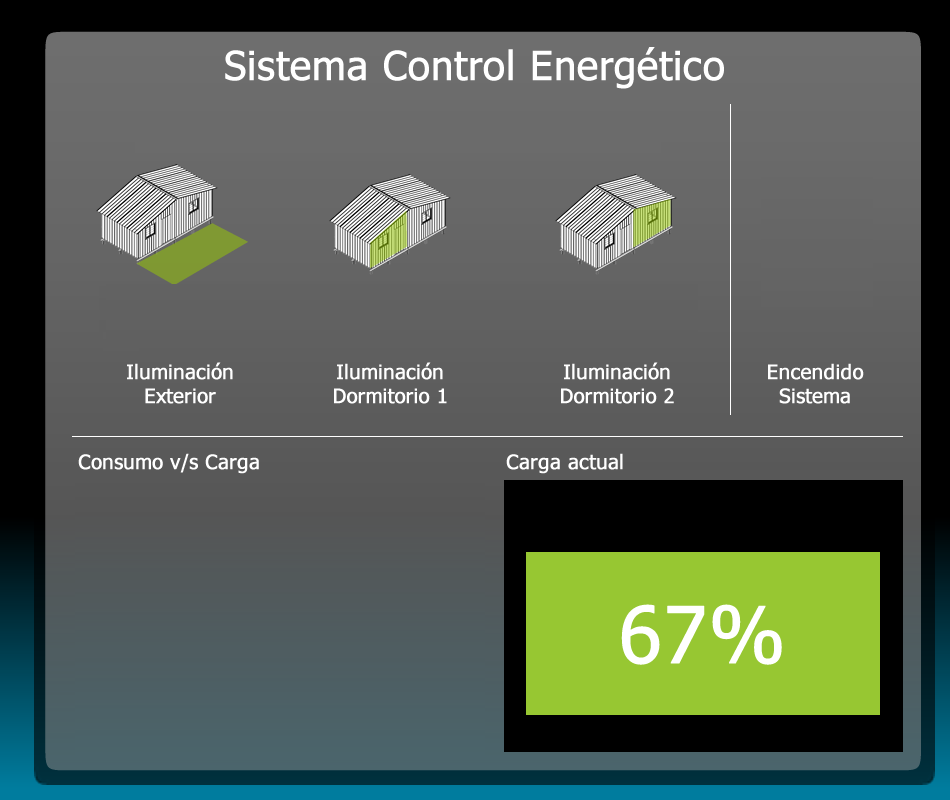 Sistema Control Energético
Iluminación
Exterior
Iluminación
Dormitorio 1
Iluminación
Dormitorio 2
Encendido
Sistema
Consumo v/s Carga
Carga actual
67%